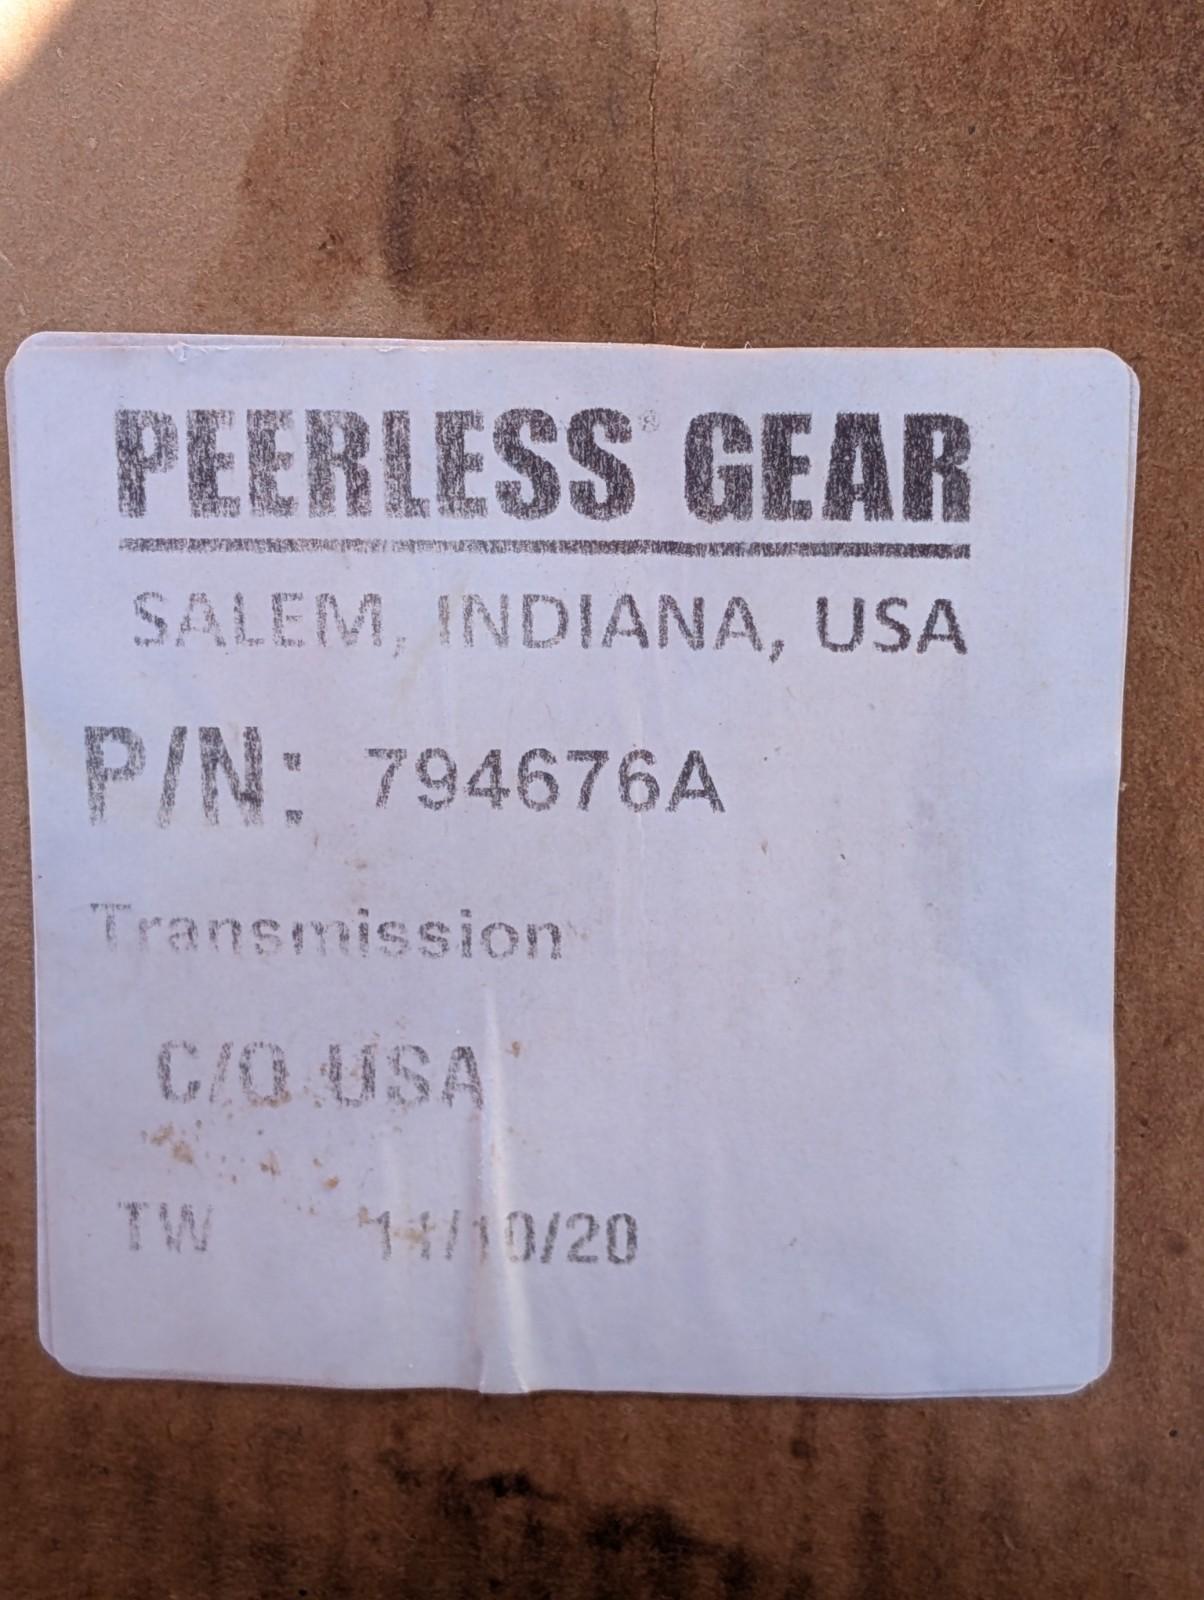 PEERLESS® GEAR
SALEM, INDIANA, USA
P/N: 794676A
Transmission
C/O USA
TW 11/10/20